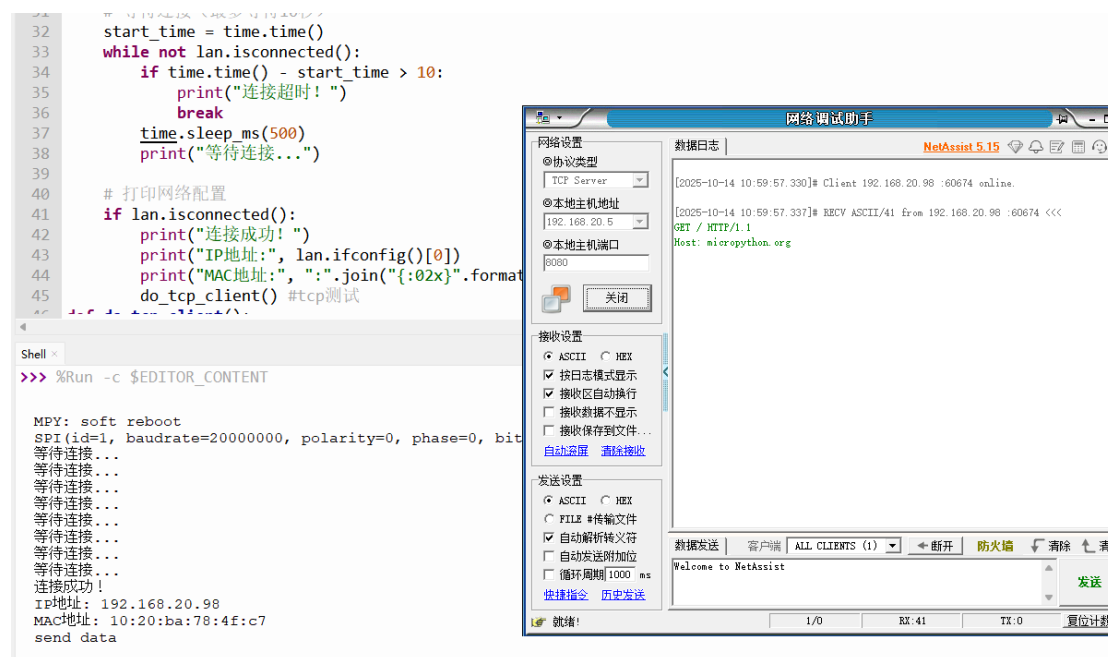 32 start_time = time.time()
33 while not lan.isconnected():
34 if time.time() - start_time > 10:
35 print("连接超时！")
36 break
37 time.sleep_ms(500)
38 print("等待连接...")
39
40 # 打印网络配置
41 if lan.isconnected():
42 print("连接成功！")
43 print("IP地址:", lan.ifconfig()[0])
44 print("MAC地址:", ":".join("{:02x}".format
45 do_tcp_client() #tcp测试
Shell ×
>>> %Run -c $EDITOR_CONTENT
MPY: soft reboot
SPI(id=1, baudrate=20000000, polarity=0, phase=0, bit
等待连接...
等待连接...
等待连接...
等待连接...
等待连接...
等待连接...
等待连接...
等待连接...
连接成功！
IP地址: 192.168.20.98
MAC地址: 10:20:ba:78:4f:c7
send data
网络调试助手
网络设置
协议类型
TCP Server
本地主机地址
192.168.20.5
本地主机端口
8080
关闭
接收设置
ASCII HEX
按日志模式显示
接收区自动换行
接收数据不显示
接收保存到文件...
自动滚屏 清除接收
发送设置
ASCII HEX
FILE #传输文件
自动解析转义符
自动发送附加位
循环周期 1000 ms
快捷指令 历史发送
数据日志
NetAssist 5.15
[2025-10-14 10:59:57.330]# Client 192.168.20.98 :60674 online.
[2025-10-14 10:59:57.337]# RECV ASCII/41 from 192.168.20.98 :60674 <<<
GET / HTTP/1.1
Host: micropython.org
数据发送 客户端 ALL CLIENTS (1) 断开 防火墙 清除
Welcome to NetAssist
发送
就绪! 1/0 RX:41 TX:0 复位计数